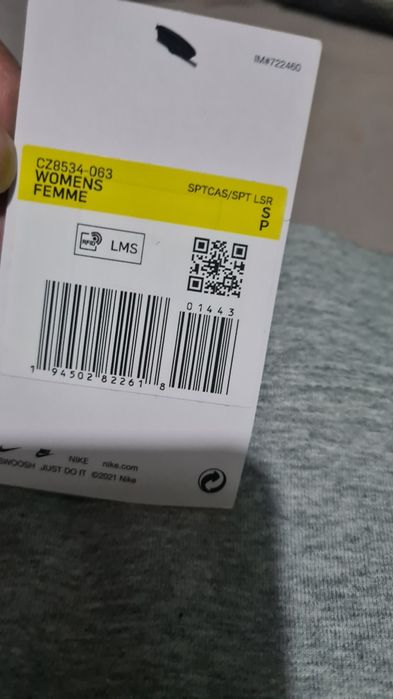 IM#722460
CZ8534-063
WOMENS
FEMME
SPTCAS/SPT LSR
S
P
RFID
LMS
01443
1 94502 82261 8
NIKE nike.com
SWOOSH JUST DO IT ©2021 Nike